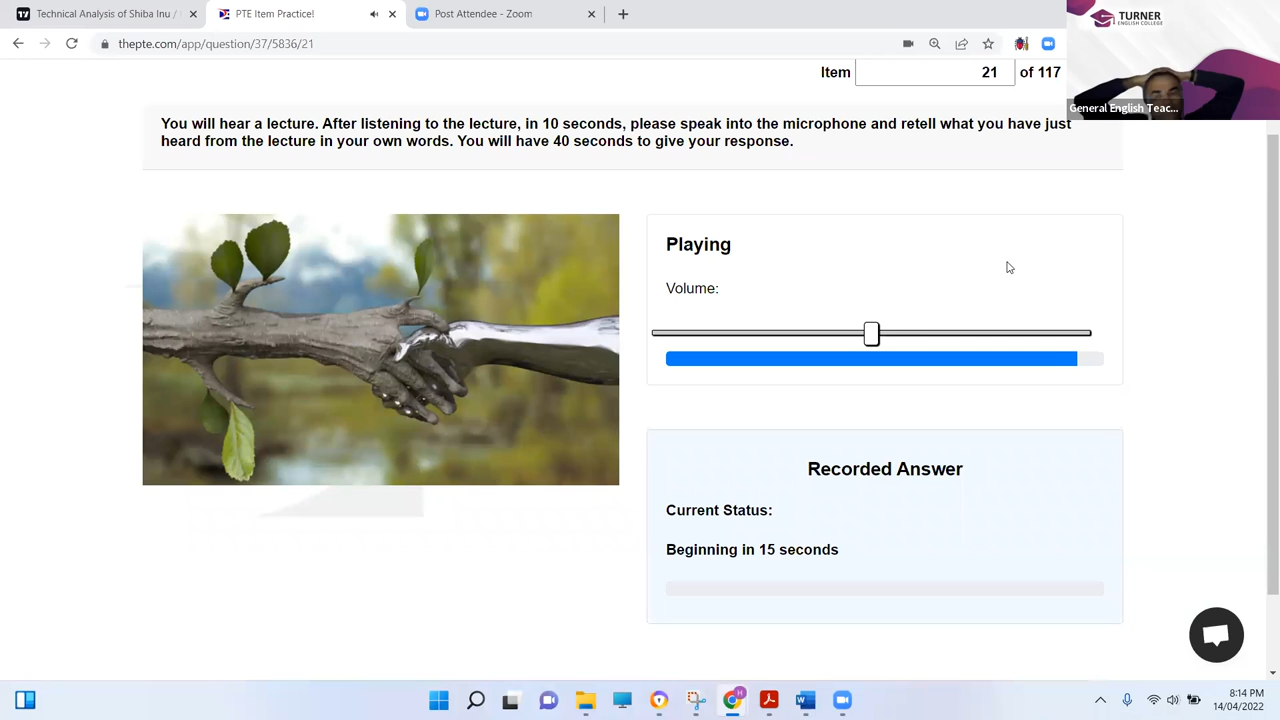 Technical Analysis of Shiba Inu /
PTE Item Practice!
Post Attendee - Zoom
thepte.com/app/question/37/5836/21
TURNER
ENGLISH COLLEGE
General English Teac...
Item 21 of 117
You will hear a lecture. After listening to the lecture, in 10 seconds, please speak into the microphone and retell what you have just
heard from the lecture in your own words. You will have 40 seconds to give your response.
Playing
Volume:
Recorded Answer
Current Status:
Beginning in 15 seconds
8:14 PM
14/04/2022